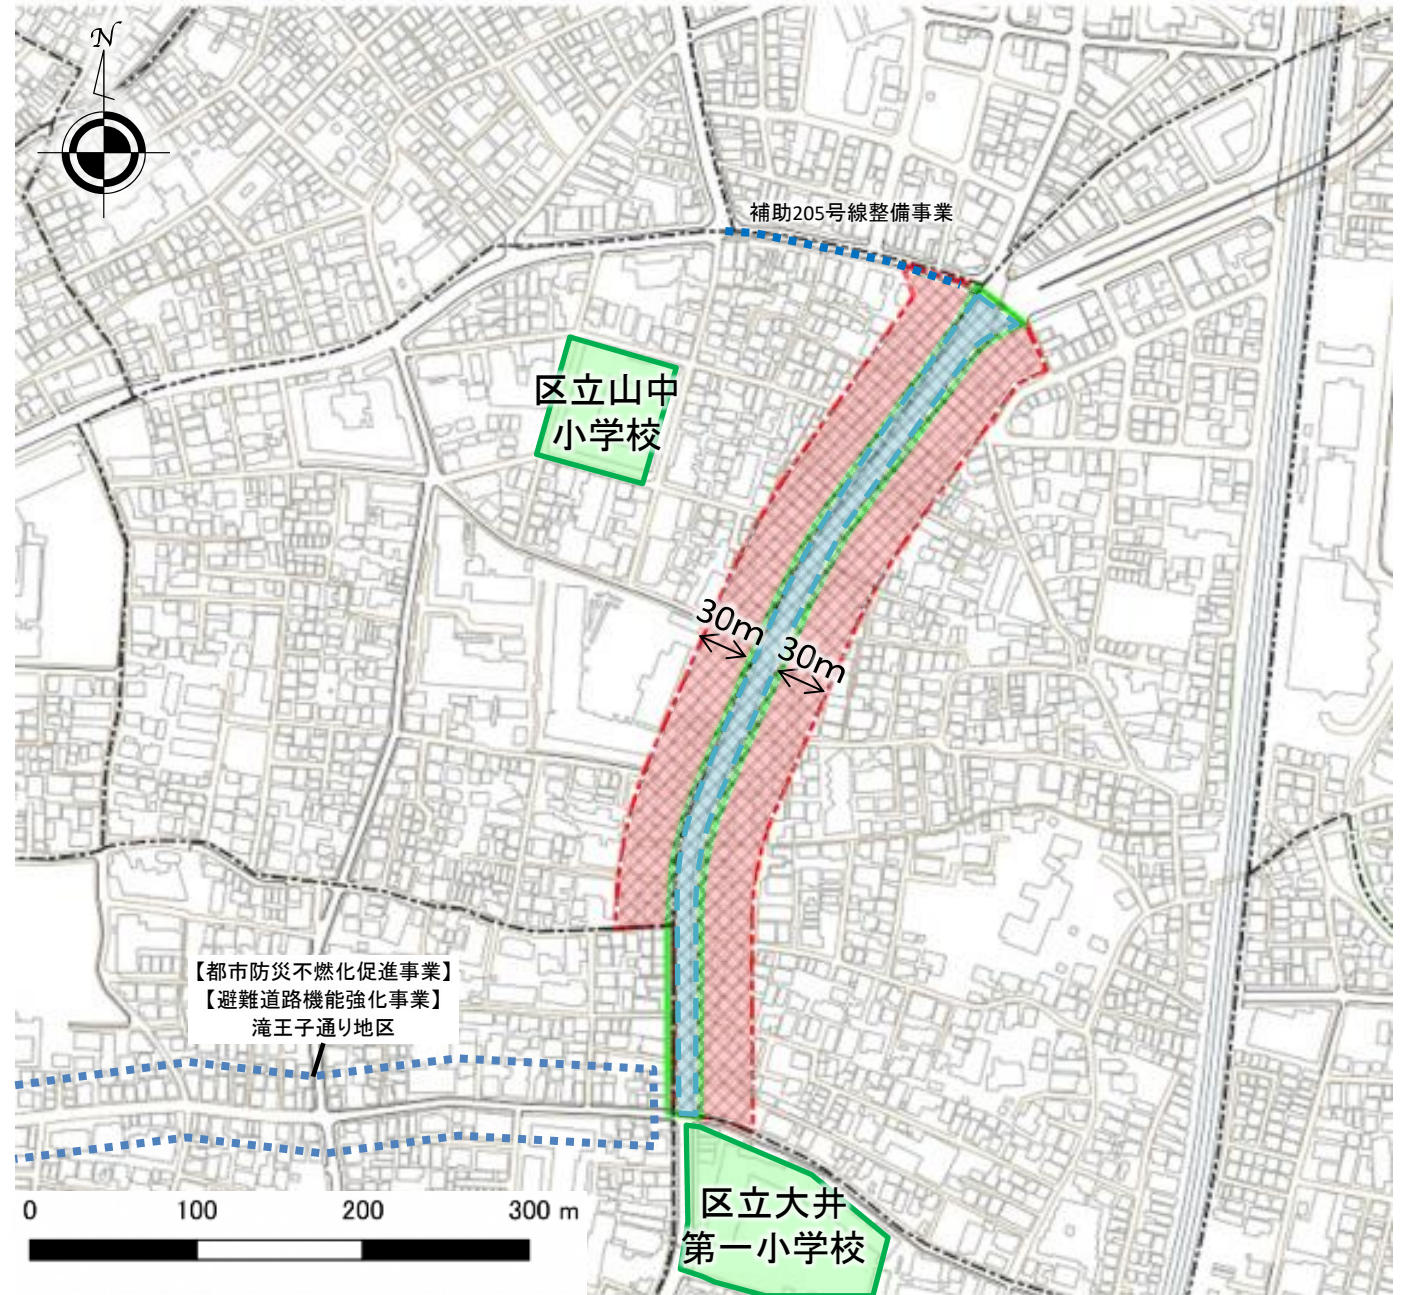 N
補助205号線整備事業
区立山中
小学校
30m
30m
【都市防災不燃化促進事業】
【避難道路機能強化事業】
滝王子通り地区
0 100 200 300 m
区立大井
第一小学校